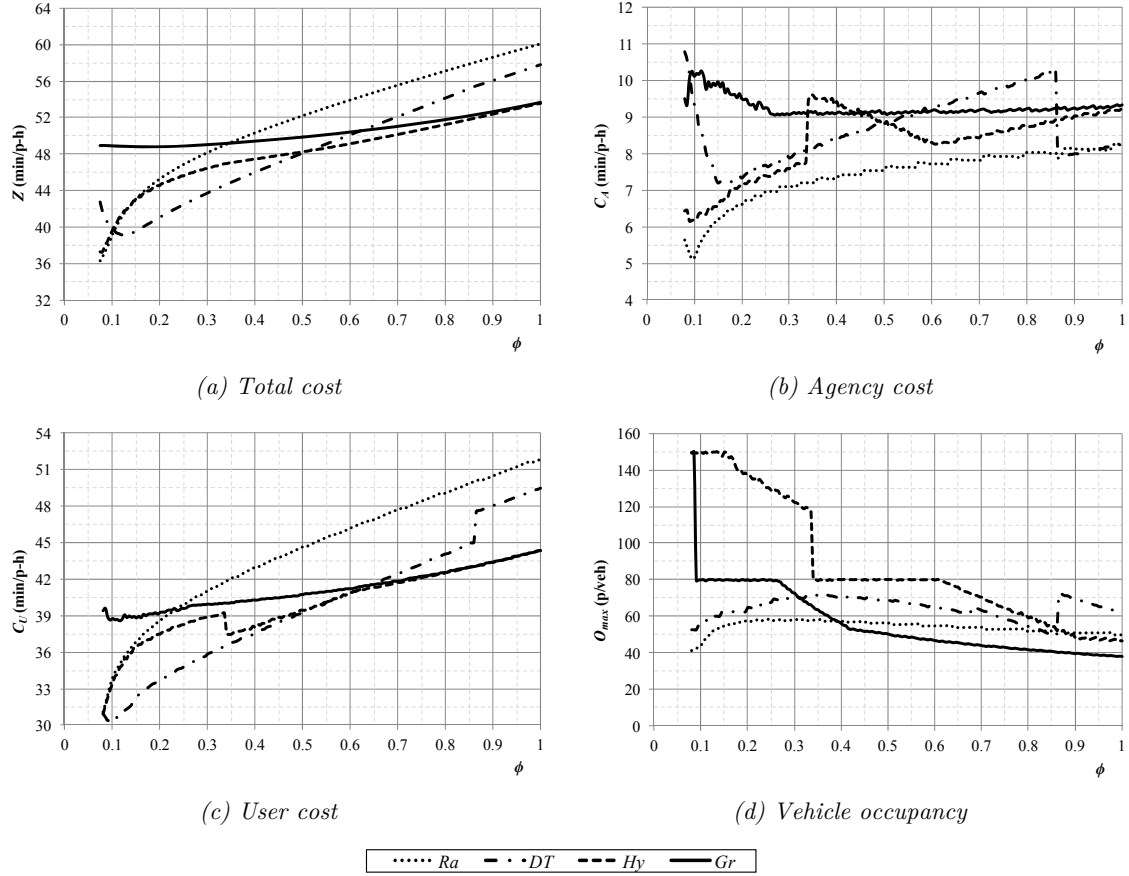 64
60
56
52
48
44
40
36
32
Z (min/p-h)
0 0.1 0.2 0.3 0.4 0.5 0.6 0.7 0.8 0.9 1
ϕ
(a) Total cost
12
11
10
9
8
7
6
5
4
C_A (min/p-h)
0 0.1 0.2 0.3 0.4 0.5 0.6 0.7 0.8 0.9 1
ϕ
(b) Agency cost
54
51
48
45
42
39
36
33
30
C_U (min/p-h)
0 0.1 0.2 0.3 0.4 0.5 0.6 0.7 0.8 0.9 1
ϕ
(c) User cost
160
140
120
100
80
60
40
20
0
O_max (p/veh)
0 0.1 0.2 0.3 0.4 0.5 0.6 0.7 0.8 0.9 1
ϕ
(d) Vehicle occupancy
Ra DT Hy Gr